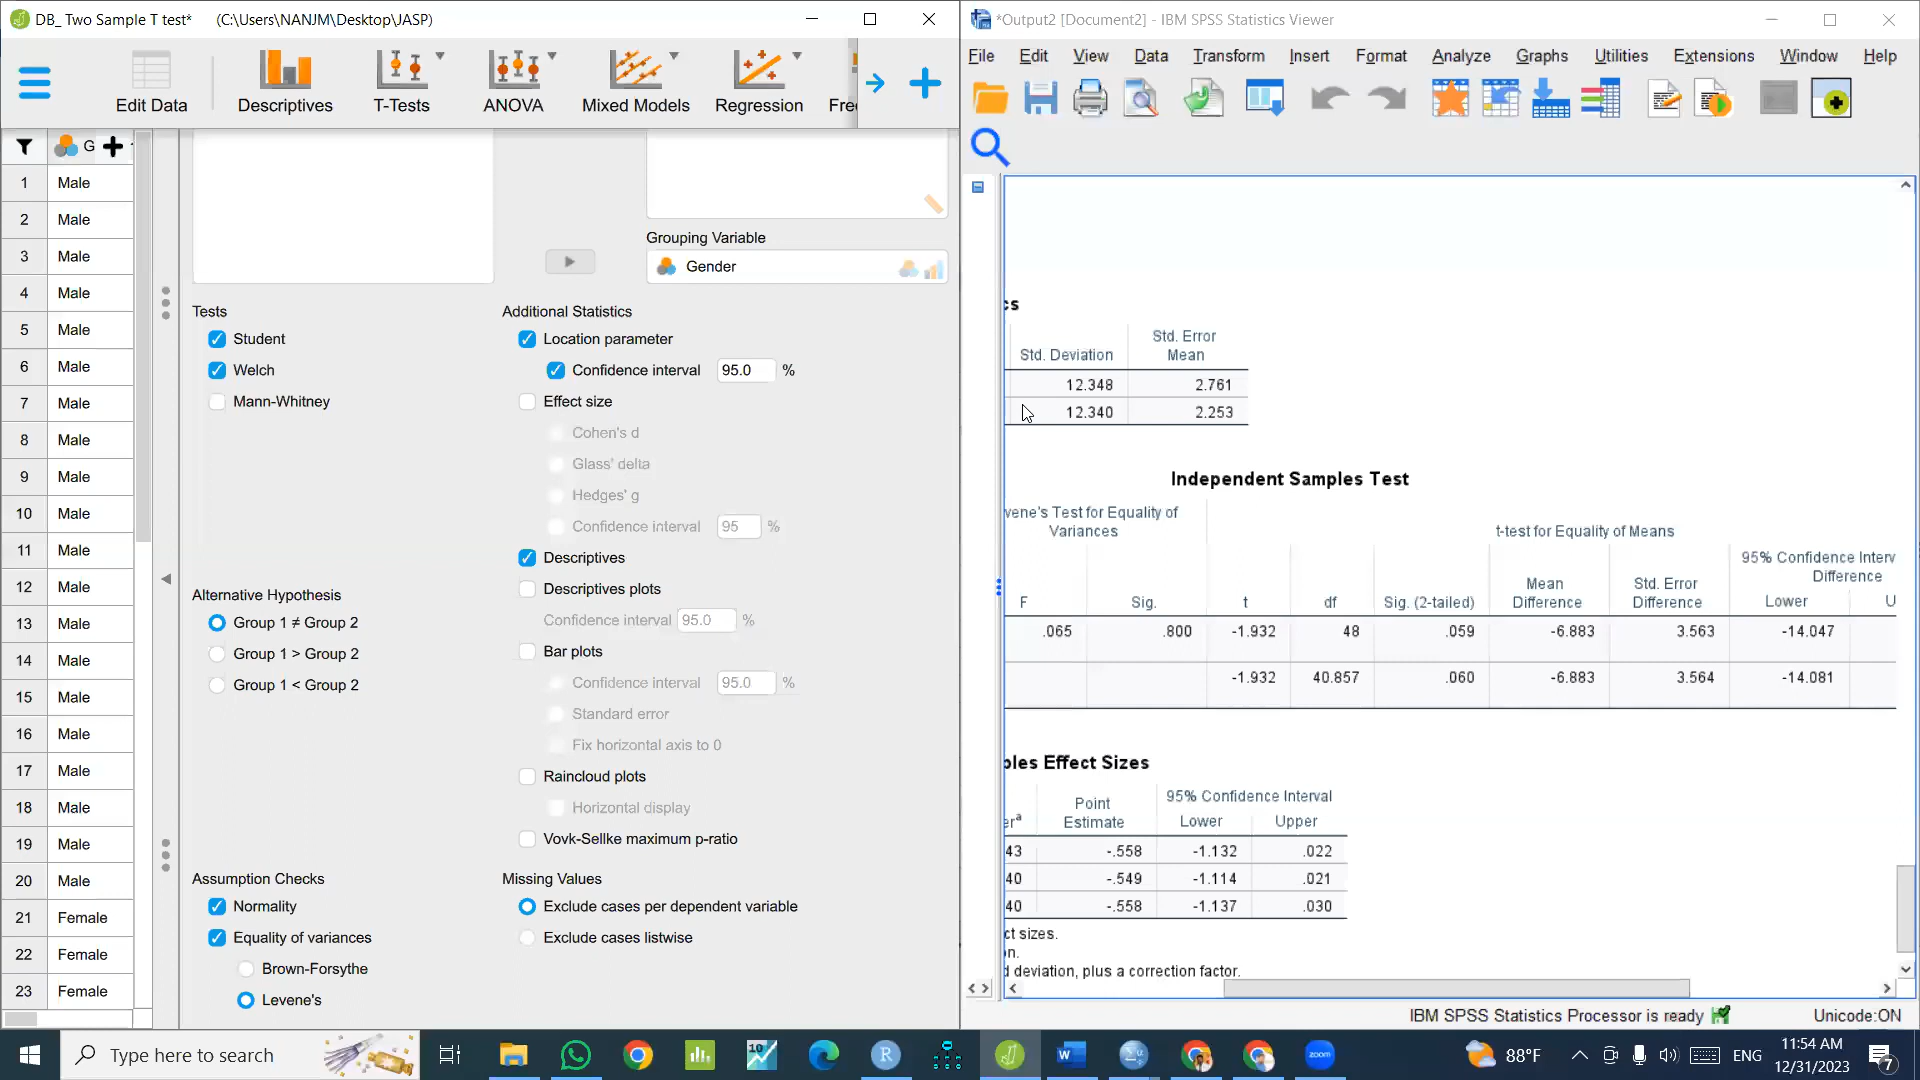 DB_ Two Sample T test* (C:\Users\NANJM\Desktop\JASP)
Edit Data
Descriptives
T-Tests
ANOVA
Mixed Models
Regression
G
1 Male
2 Male
3 Male
4 Male
5 Male
6 Male
7 Male
8 Male
9 Male
10 Male
11 Male
12 Male
13 Male
14 Male
15 Male
16 Male
17 Male
18 Male
19 Male
20 Male
21 Female
22 Female
23 Female
Grouping Variable
Gender
Tests
Student
Welch
Mann-Whitney
Alternative Hypothesis
Group 1 ≠ Group 2
Group 1 > Group 2
Group 1 < Group 2
Assumption Checks
Normality
Equality of variances
Brown-Forsythe
Levene's
Additional Statistics
Location parameter
Confidence interval 95.0 %
Effect size
Cohen's d
Glass' delta
Hedges' g
Confidence interval 95 %
Descriptives
Descriptives plots
Confidence interval 95.0 %
Bar plots
Confidence interval 95.0 %
Standard error
Fix horizontal axis to 0
Raincloud plots
Horizontal display
Vovk-Sellke maximum p-ratio
Missing Values
Exclude cases per dependent variable
Exclude cases listwise
*Output2 [Document2] - IBM SPSS Statistics Viewer
File Edit View Data Transform Insert Format Analyze Graphs Utilities Extensions Window Help
cs
Std. Deviation
Std. Error
Mean
12.348 2.761
12.340 2.253
Independent Samples Test
vene's Test for Equality of
Variances
t-test for Equality of Means
F Sig. t df Sig. (2-tailed)
Mean
Difference
Std. Error
Difference
95% Confidence Interv
Difference
Lower U
.065 .800 -1.932 48 .059 -6.883 3.563 -14.047
-1.932 40.857 .060 -6.883 3.564 -14.081
ples Effect Sizes
er^a
Point
Estimate
95% Confidence Interval
Lower Upper
43 -.558 -1.132 .022
40 -.549 -1.114 .021
40 -.558 -1.137 .030
ct sizes.
on.
d deviation, plus a correction factor.
IBM SPSS Statistics Processor is ready
Unicode:ON
Type here to search
10
R
W
zoom
88°F
ENG
11:54 AM
12/31/2023
7